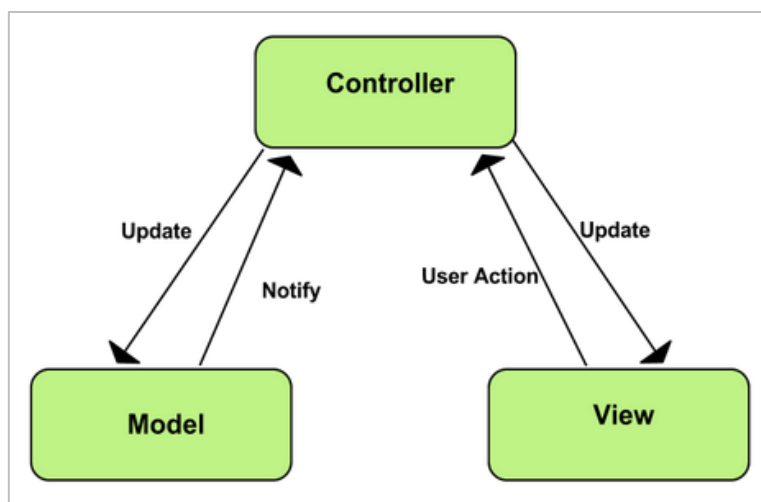 Controller
Update
Update
User Action
Notify
Model
View